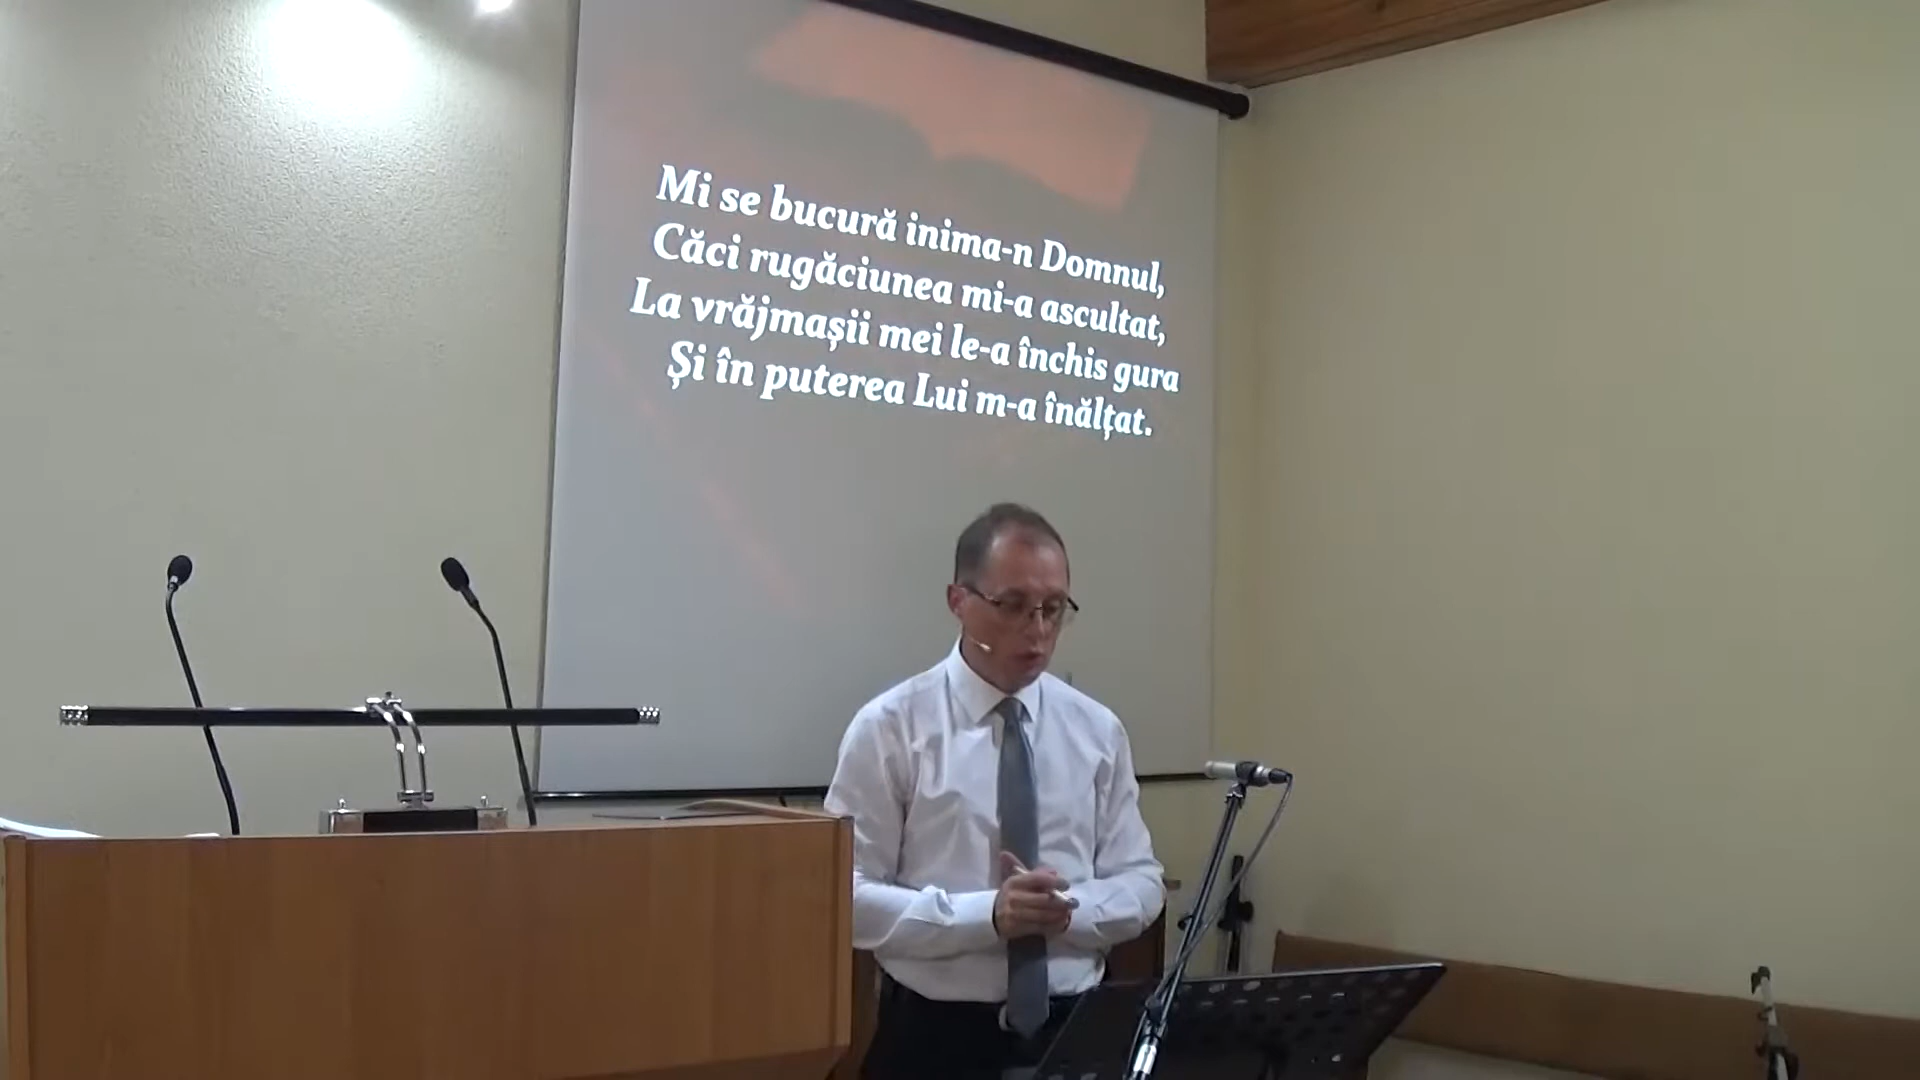 Mi se bucură inima-n Domnul,
Căci rugăciunea mi-a ascultat,
La vrăjmașii mei le-a închis gura
Și în puterea Lui m-a înălțat.